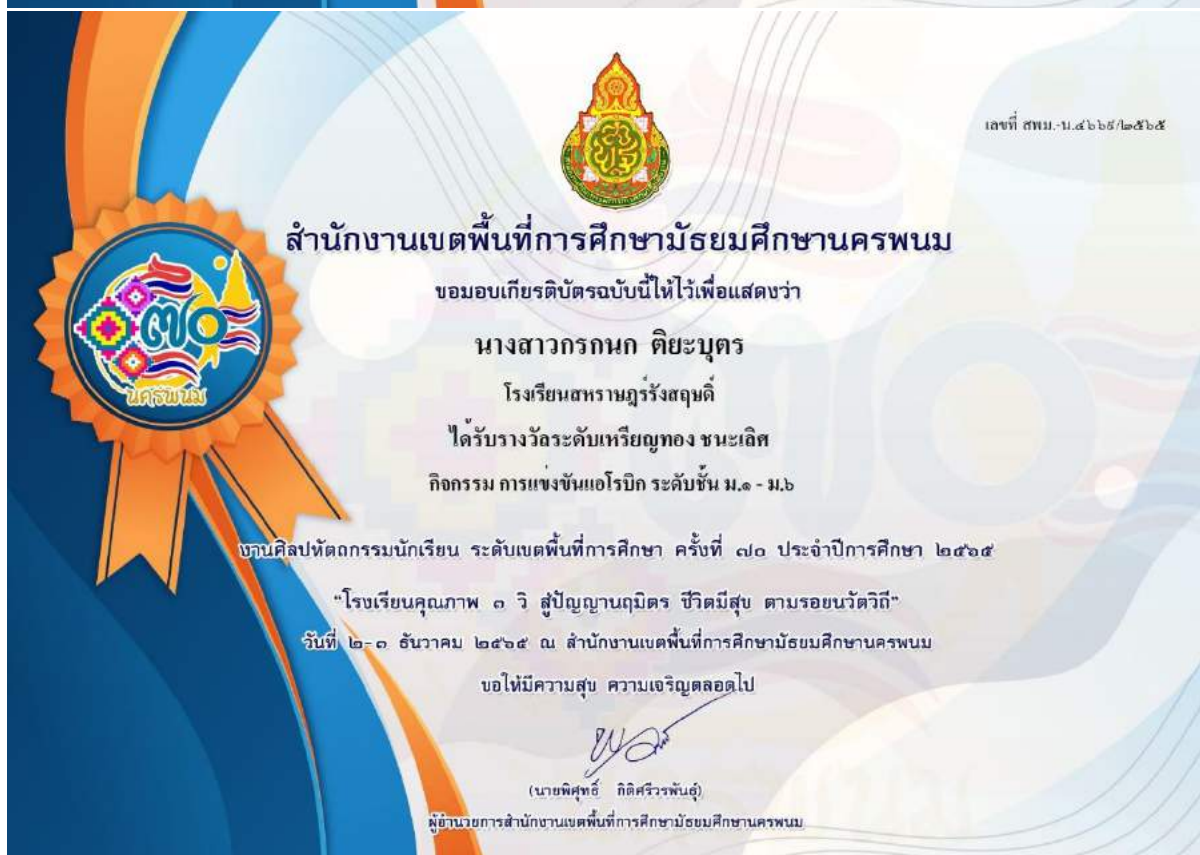 เลขที่ สพม.-น.๔๖๖๙/๒๕๖๕
สำนักงานเขตพื้นที่การศึกษามัธยมศึกษานครพนม
ขอมอบเกียรติบัตรฉบับนี้ให้ไว้เพื่อแสดงว่า
นางสาวกรกนก ติยะบุตร
โรงเรียนสหราษฎร์รังสฤษดิ์
ได้รับรางวัลระดับเหรียญทอง ชนะเลิศ
กิจกรรม การแข่งขันแอโรบิก ระดับชั้น ม.๑ - ม.๖
๗๐
นครพนม
งานศิลปหัตถกรรมนักเรียน ระดับเขตพื้นที่การศึกษา ครั้งที่ ๗๐ ประจำปีการศึกษา ๒๕๖๕
"โรงเรียนคุณภาพ ๓ วิ สู่ปัญญานฤมิตร ชีวิตมีสุข ตามรอยนวัตวิถี"
วันที่ ๒-๓ ธันวาคม ๒๕๖๕ ณ สำนักงานเขตพื้นที่การศึกษามัธยมศึกษานครพนม
ขอให้มีความสุข ความเจริญตลอดไป
(นายพิศุทธิ์ กิติศรีวรพันธุ์)
ผู้อำนวยการสำนักงานเขตพื้นที่การศึกษามัธยมศึกษานครพนม